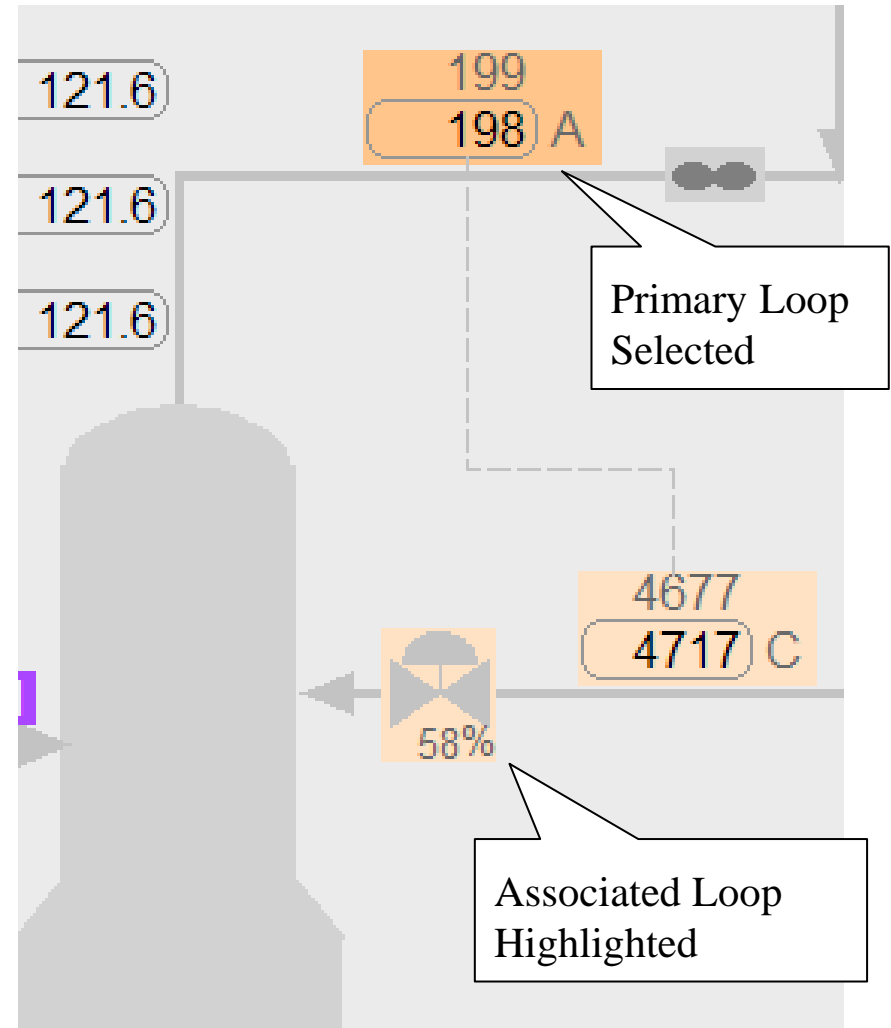 121.6
199
198 A
121.6
121.6
Primary Loop
Selected
4677
4717 C
58%
Associated Loop
Highlighted